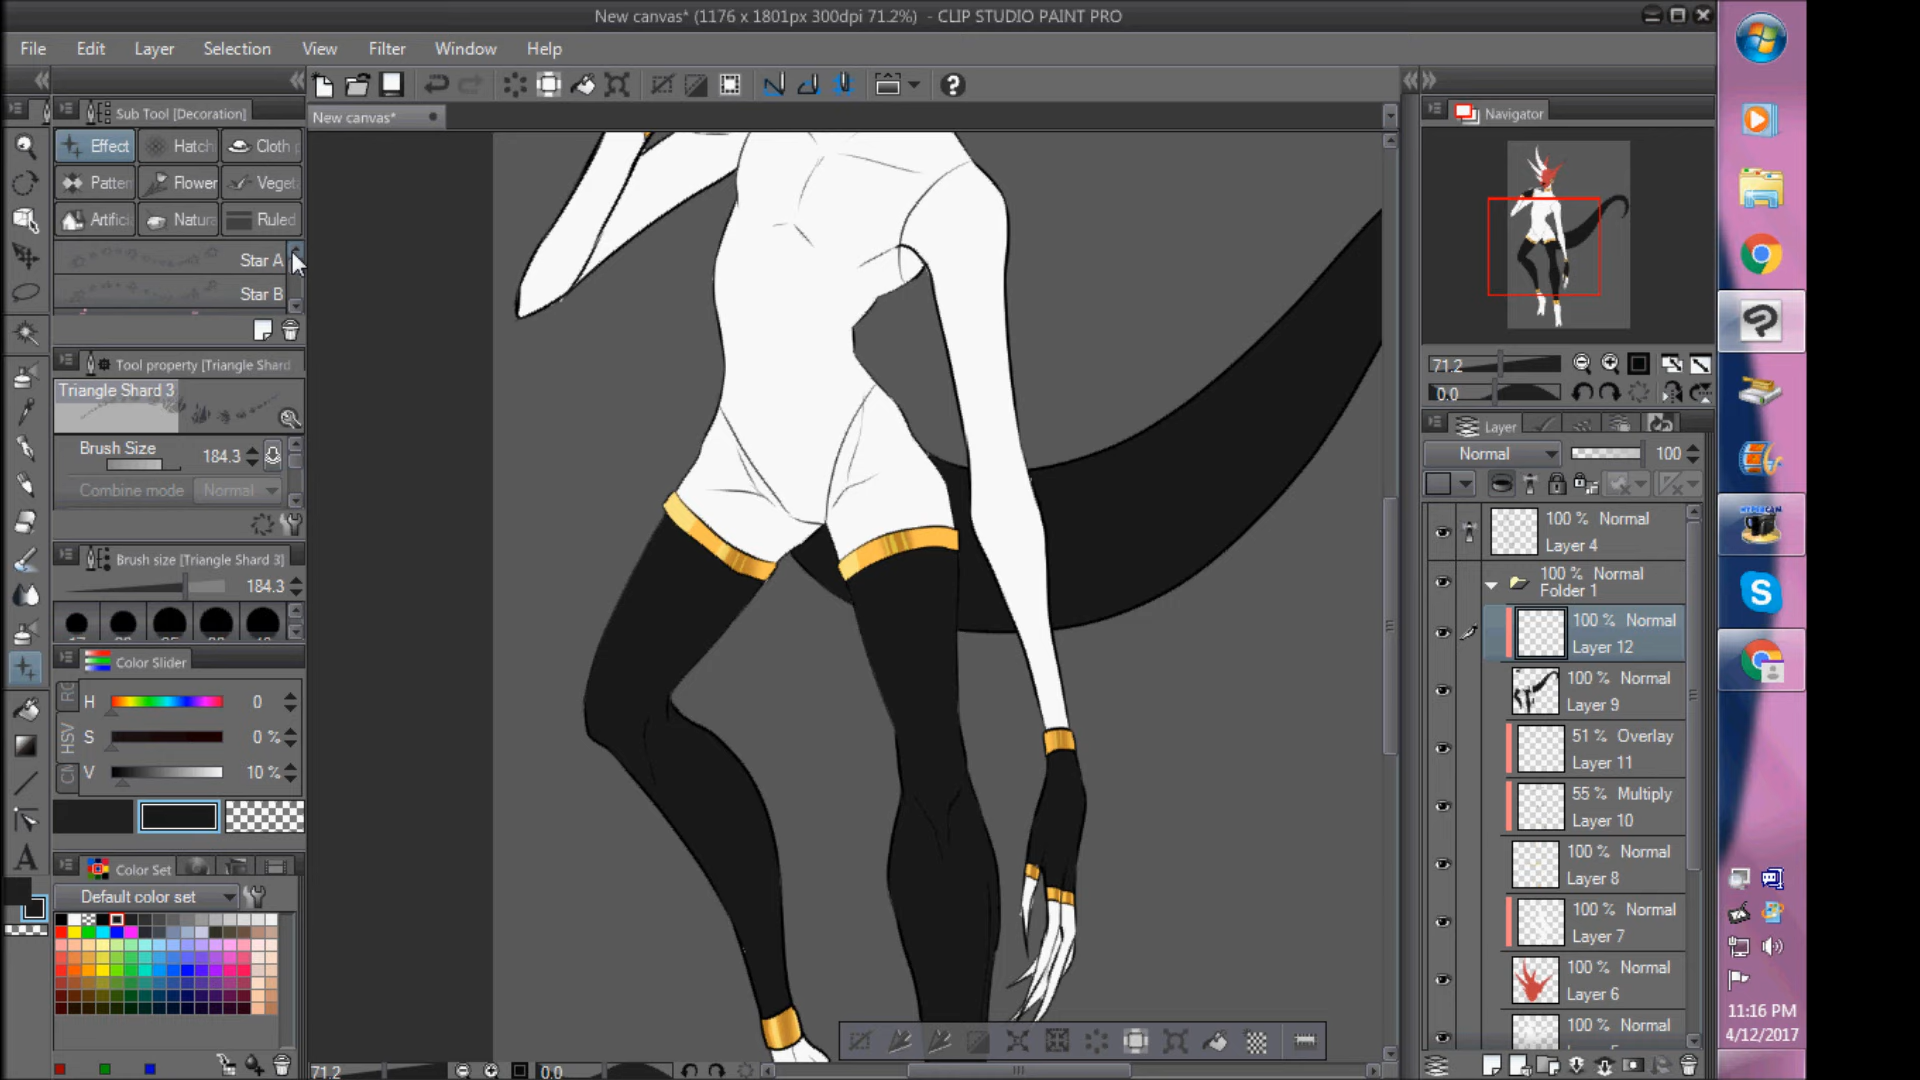 New canvas* (1176 x 1801px 300dpi 71.2%) - CLIP STUDIO PAINT PRO
File Edit Layer Selection View Filter Window Help
Sub Tool [Decoration]
New canvas*
Navigator
Effect Hatch Cloth
Patter Flower Veget
Artific Natura Ruled
Star A
Star B
Tool property [Triangle Shard
Triangle Shard 3
Brush Size 184.3
Combine mode Normal
Brush size [Triangle Shard 3]
184.3
Color Slider
H 0
S 0 %
V 10 %
HSV
Color Set
Default color set
71.2 0.0
71.2
0.0
Layer
Normal 100
100 % Normal
Layer 4
100 % Normal
Folder 1
100 % Normal
Layer 12
100 % Normal
Layer 9
51 % Overlay
Layer 11
55 % Multiply
Layer 10
100 % Normal
Layer 8
100 % Normal
Layer 7
100 % Normal
Layer 6
100 % Normal
11:16 PM
4/12/2017